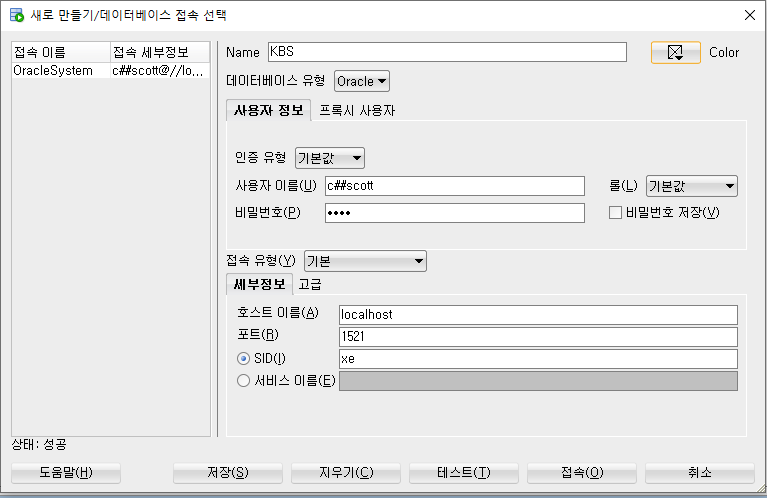 새로 만들기/데이터베이스 접속 선택
접속 이름 접속 세부정보
OracleSystem c##scott@//lo,,,
Name KBS Color
데이터베이스 유형 Oracle
사용자 정보 프록시 사용자
인증 유형 기본값
사용자 이름(U) c##scott 롤(L) 기본값
비밀번호(P) •••• 비밀번호 저장(V)
접속 유형(Y) 기본
세부정보 고급
호스트 이름(A) localhost
포트(R) 1521
SID(I) xe
서비스 이름(E)
상태: 성공
도움말(H) 저장(S) 지우기(C) 테스트(T) 접속(O) 취소